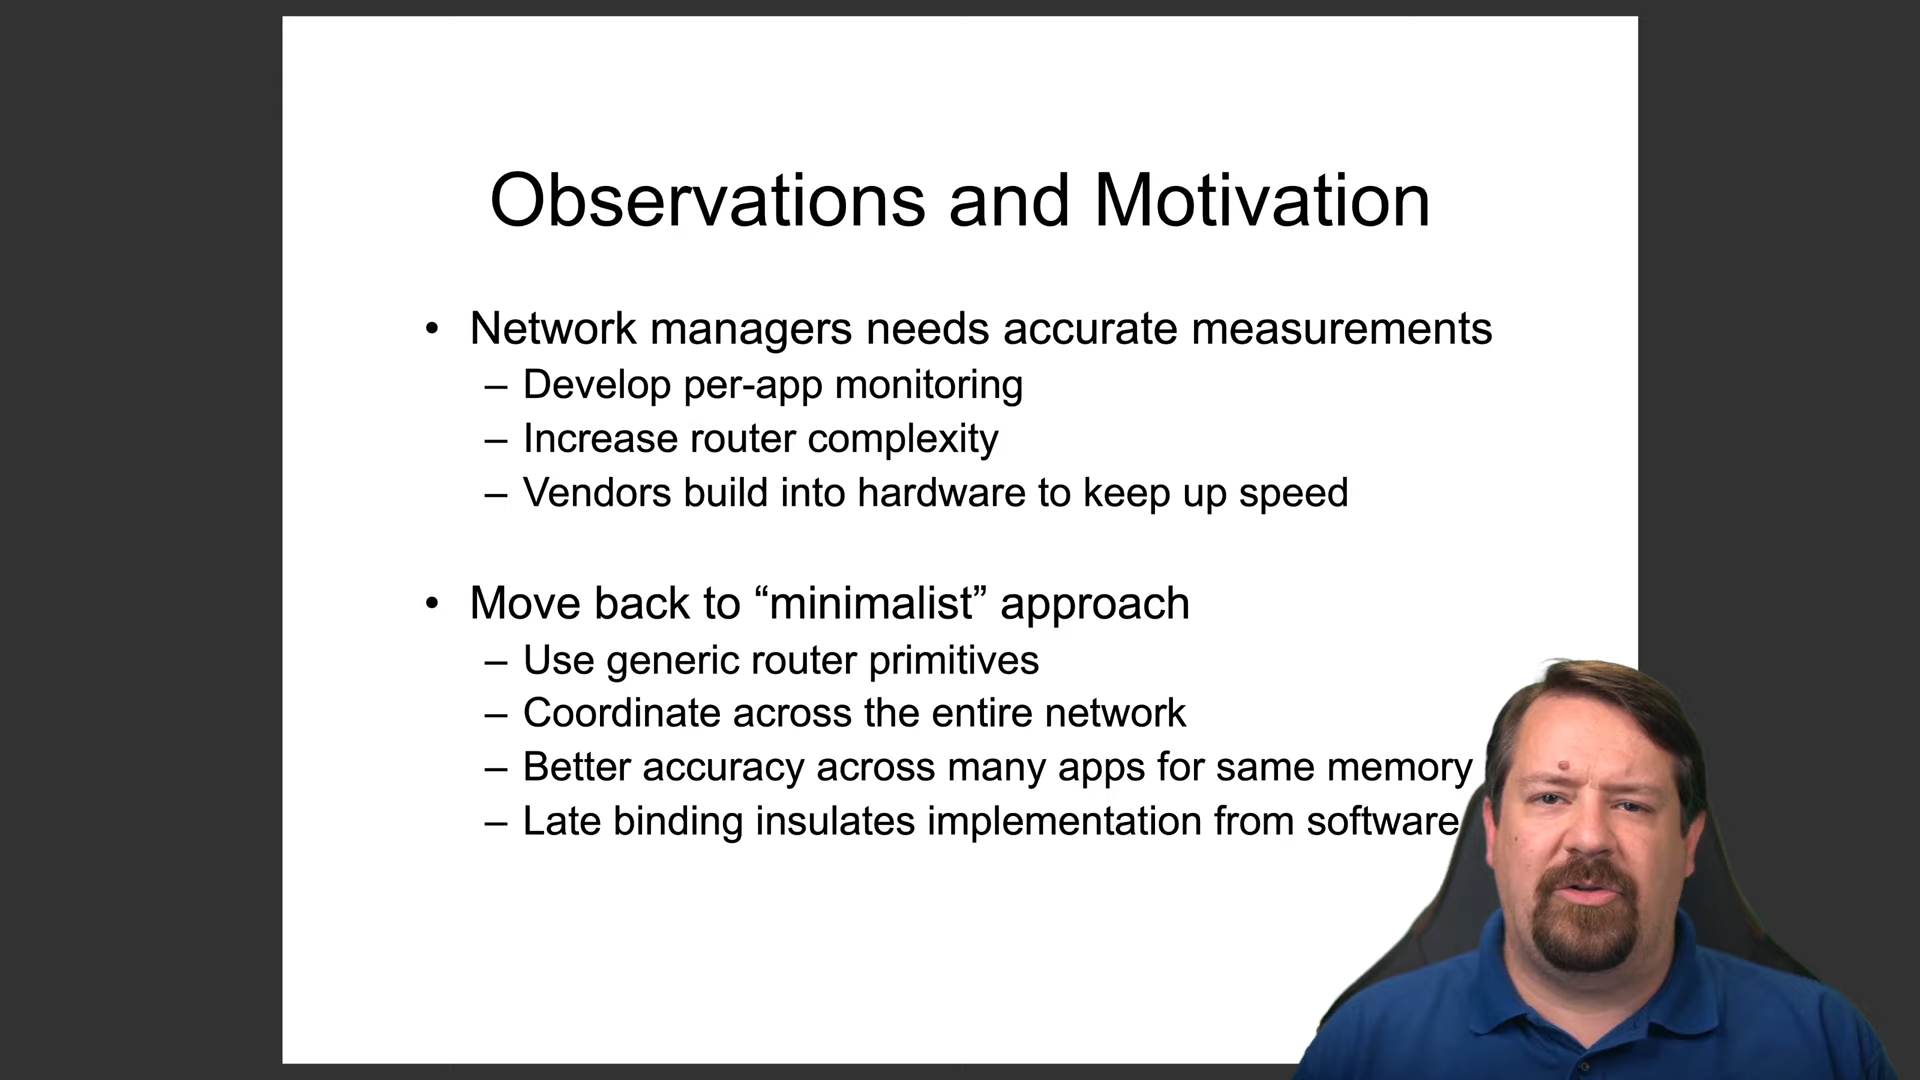 Observations and Motivation
• Network managers needs accurate measurements
– Develop per-app monitoring
– Increase router complexity
– Vendors build into hardware to keep up speed
• Move back to “minimalist” approach
– Use generic router primitives
– Coordinate across the entire network
– Better accuracy across many apps for same memory
– Late binding insulates implementation from software